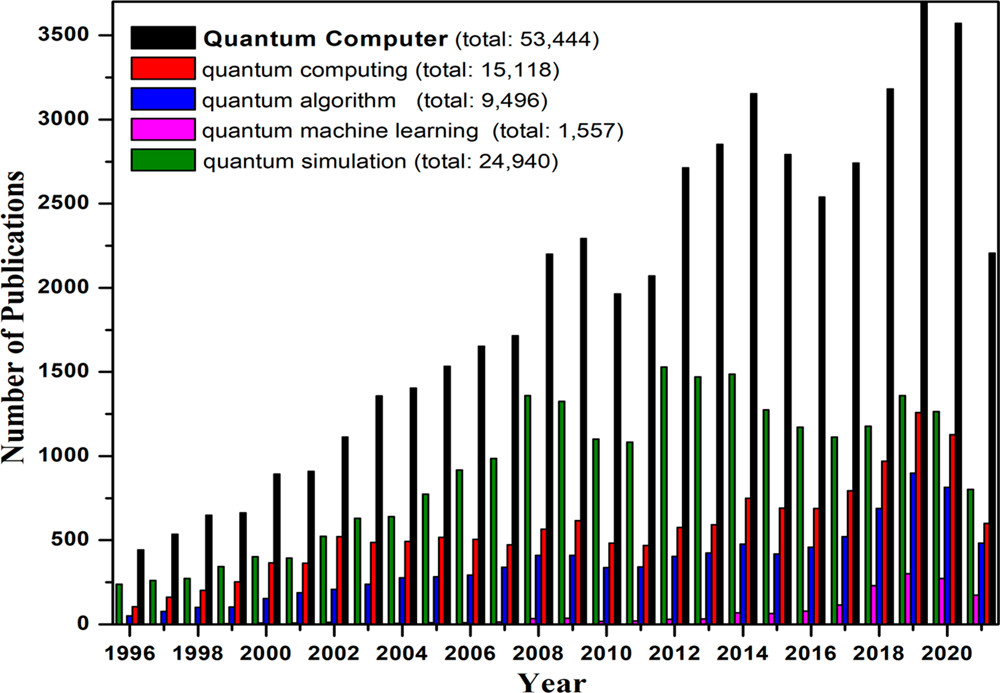 3500
3000
2500
2000
1500
1000
500
0
Number of Publications
Quantum Computer (total: 53,444)
quantum computing (total: 15,118)
quantum algorithm (total: 9,496)
quantum machine learning (total: 1,557)
quantum simulation (total: 24,940)
1996 1998 2000 2002 2004 2006 2008 2010 2012 2014 2016 2018 2020
Year